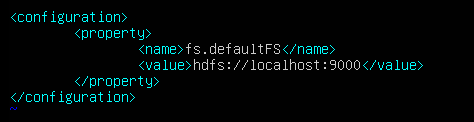 <configuration>
        <property>
                <name>fs.defaultFS</name>
                <value>hdfs://localhost:9000</value>
        </property>
</configuration>